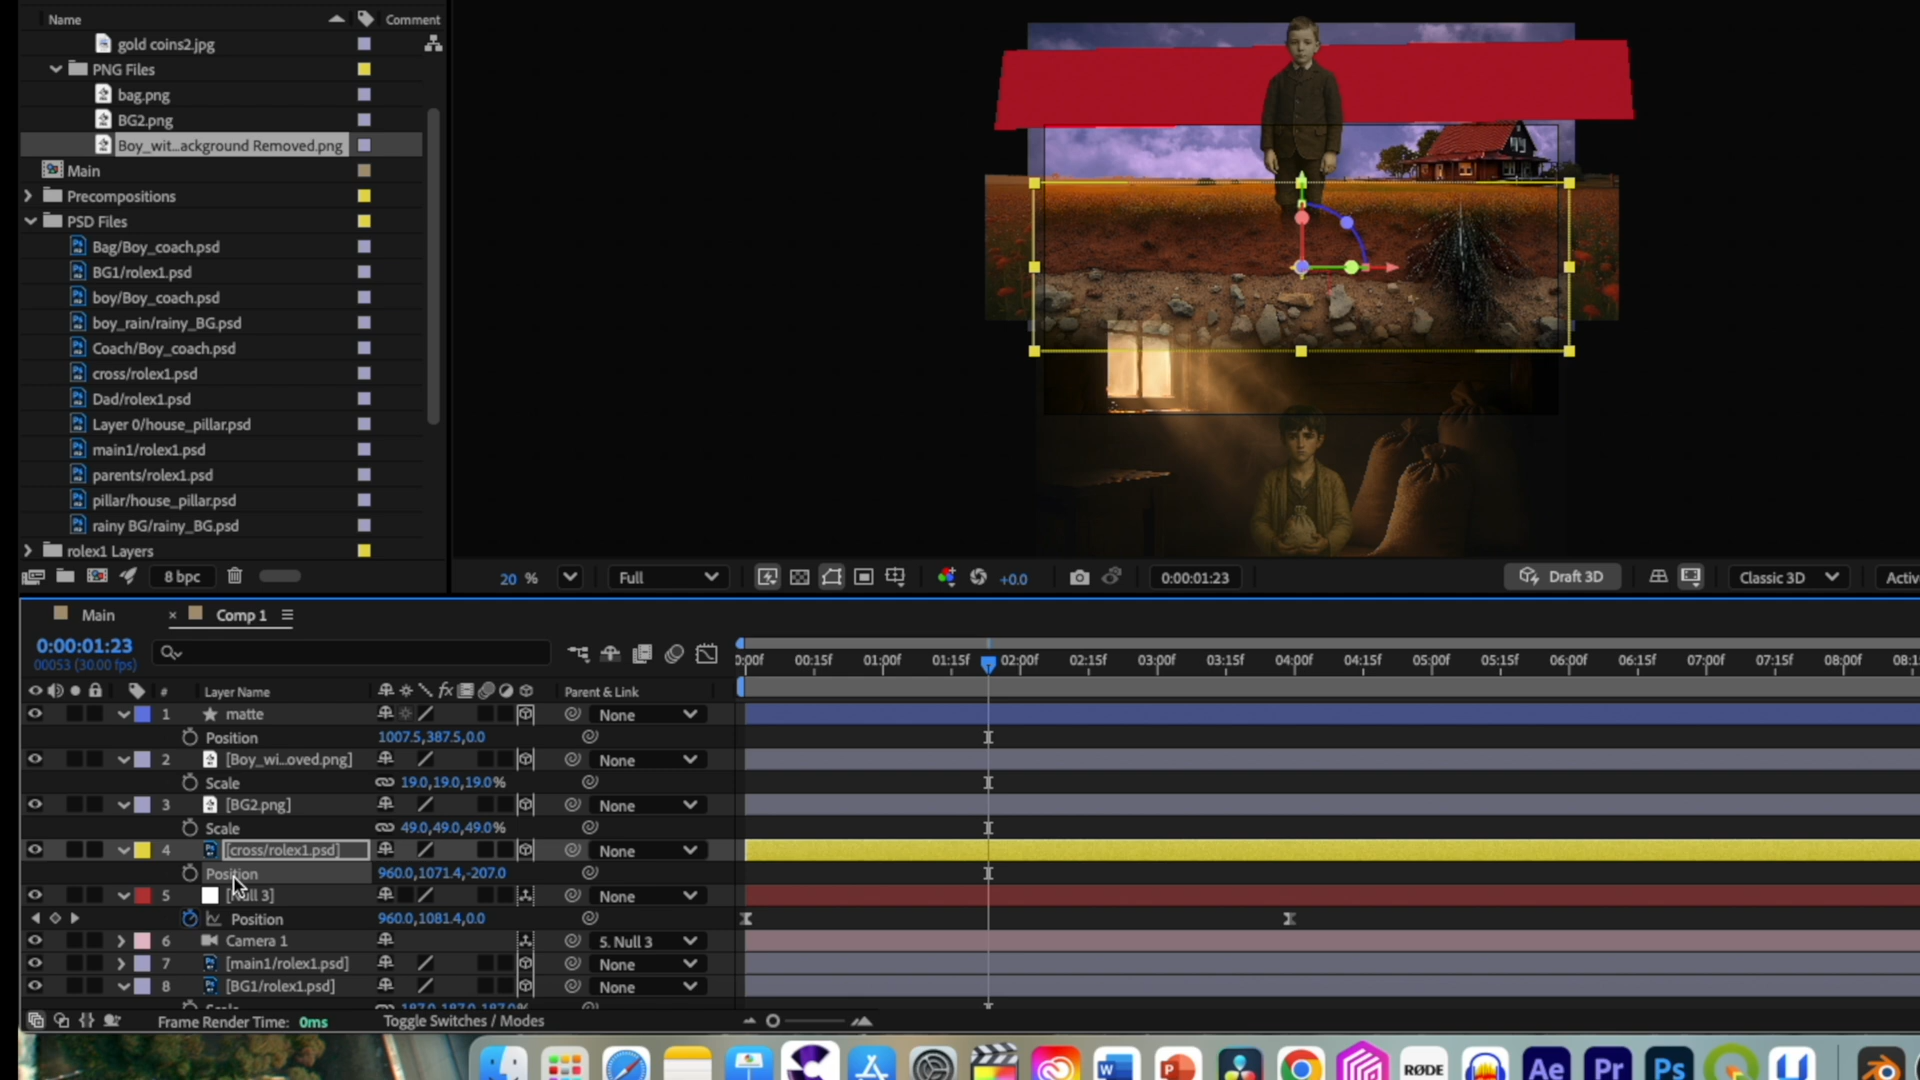 Name Comment
gold coins2.jpg
PNG Files
bag.png
BG2.png
Boy_wit...ackground Removed.png
Main
Precompositions
PSD Files
Bag/Boy_coach.psd
BG1/rolex1.psd
boy/Boy_coach.psd
boy_rain/rainy_BG.psd
Coach/Boy_coach.psd
cross/rolex1.psd
Dad/rolex1.psd
Layer 0/house_pillar.psd
main1/rolex1.psd
parents/rolex1.psd
pillar/house_pillar.psd
rainy BG/rainy_BG.psd
rolex1 Layers
8 bpc
20 % Full +0.0 0:00:01:23 Draft 3D Classic 3D Activ
Main × Comp 1
0:00:01:23
00053 (30.00 fps)
0:00f 00:15f 01:00f 01:15f 02:00f 02:15f 03:00f 03:15f 04:00f 04:15f 05:00f 05:15f 06:00f 06:15f 07:00f 07:15f 08:00f 08:1
# Layer Name fx Parent & Link
1 matte None
Position 1007.5,387.5,0.0
2 [Boy_wi...oved.png] None
Scale 19.0,19.0,19.0%
3 [BG2.png] None
Scale 49.0,49.0,49.0%
4 [cross/rolex1.psd] None
Position 960.0,1071.4,-207.0
5 [Null 3] None
Position 960.0,1081.4,0.0
6 Camera 1 5. Null 3
7 [main1/rolex1.psd] None
8 [BG1/rolex1.psd] None
Scale 187.0,187.0,187.0%
Frame Render Time: 0ms Toggle Switches / Modes
W P RØDE Ae Pr Ps